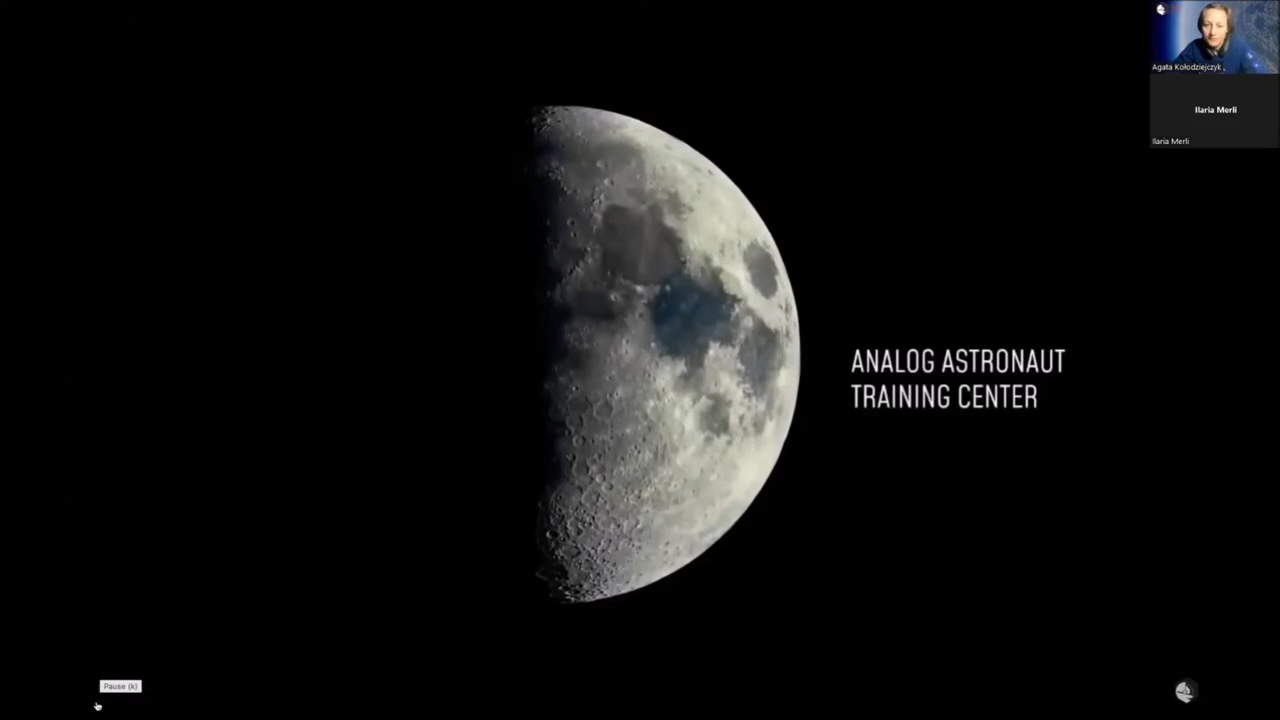 Agata Kołodziejczyk
Ilaria Merli
Ilaria Merli
ANALOG ASTRONAUT
TRAINING CENTER
Pause (k)